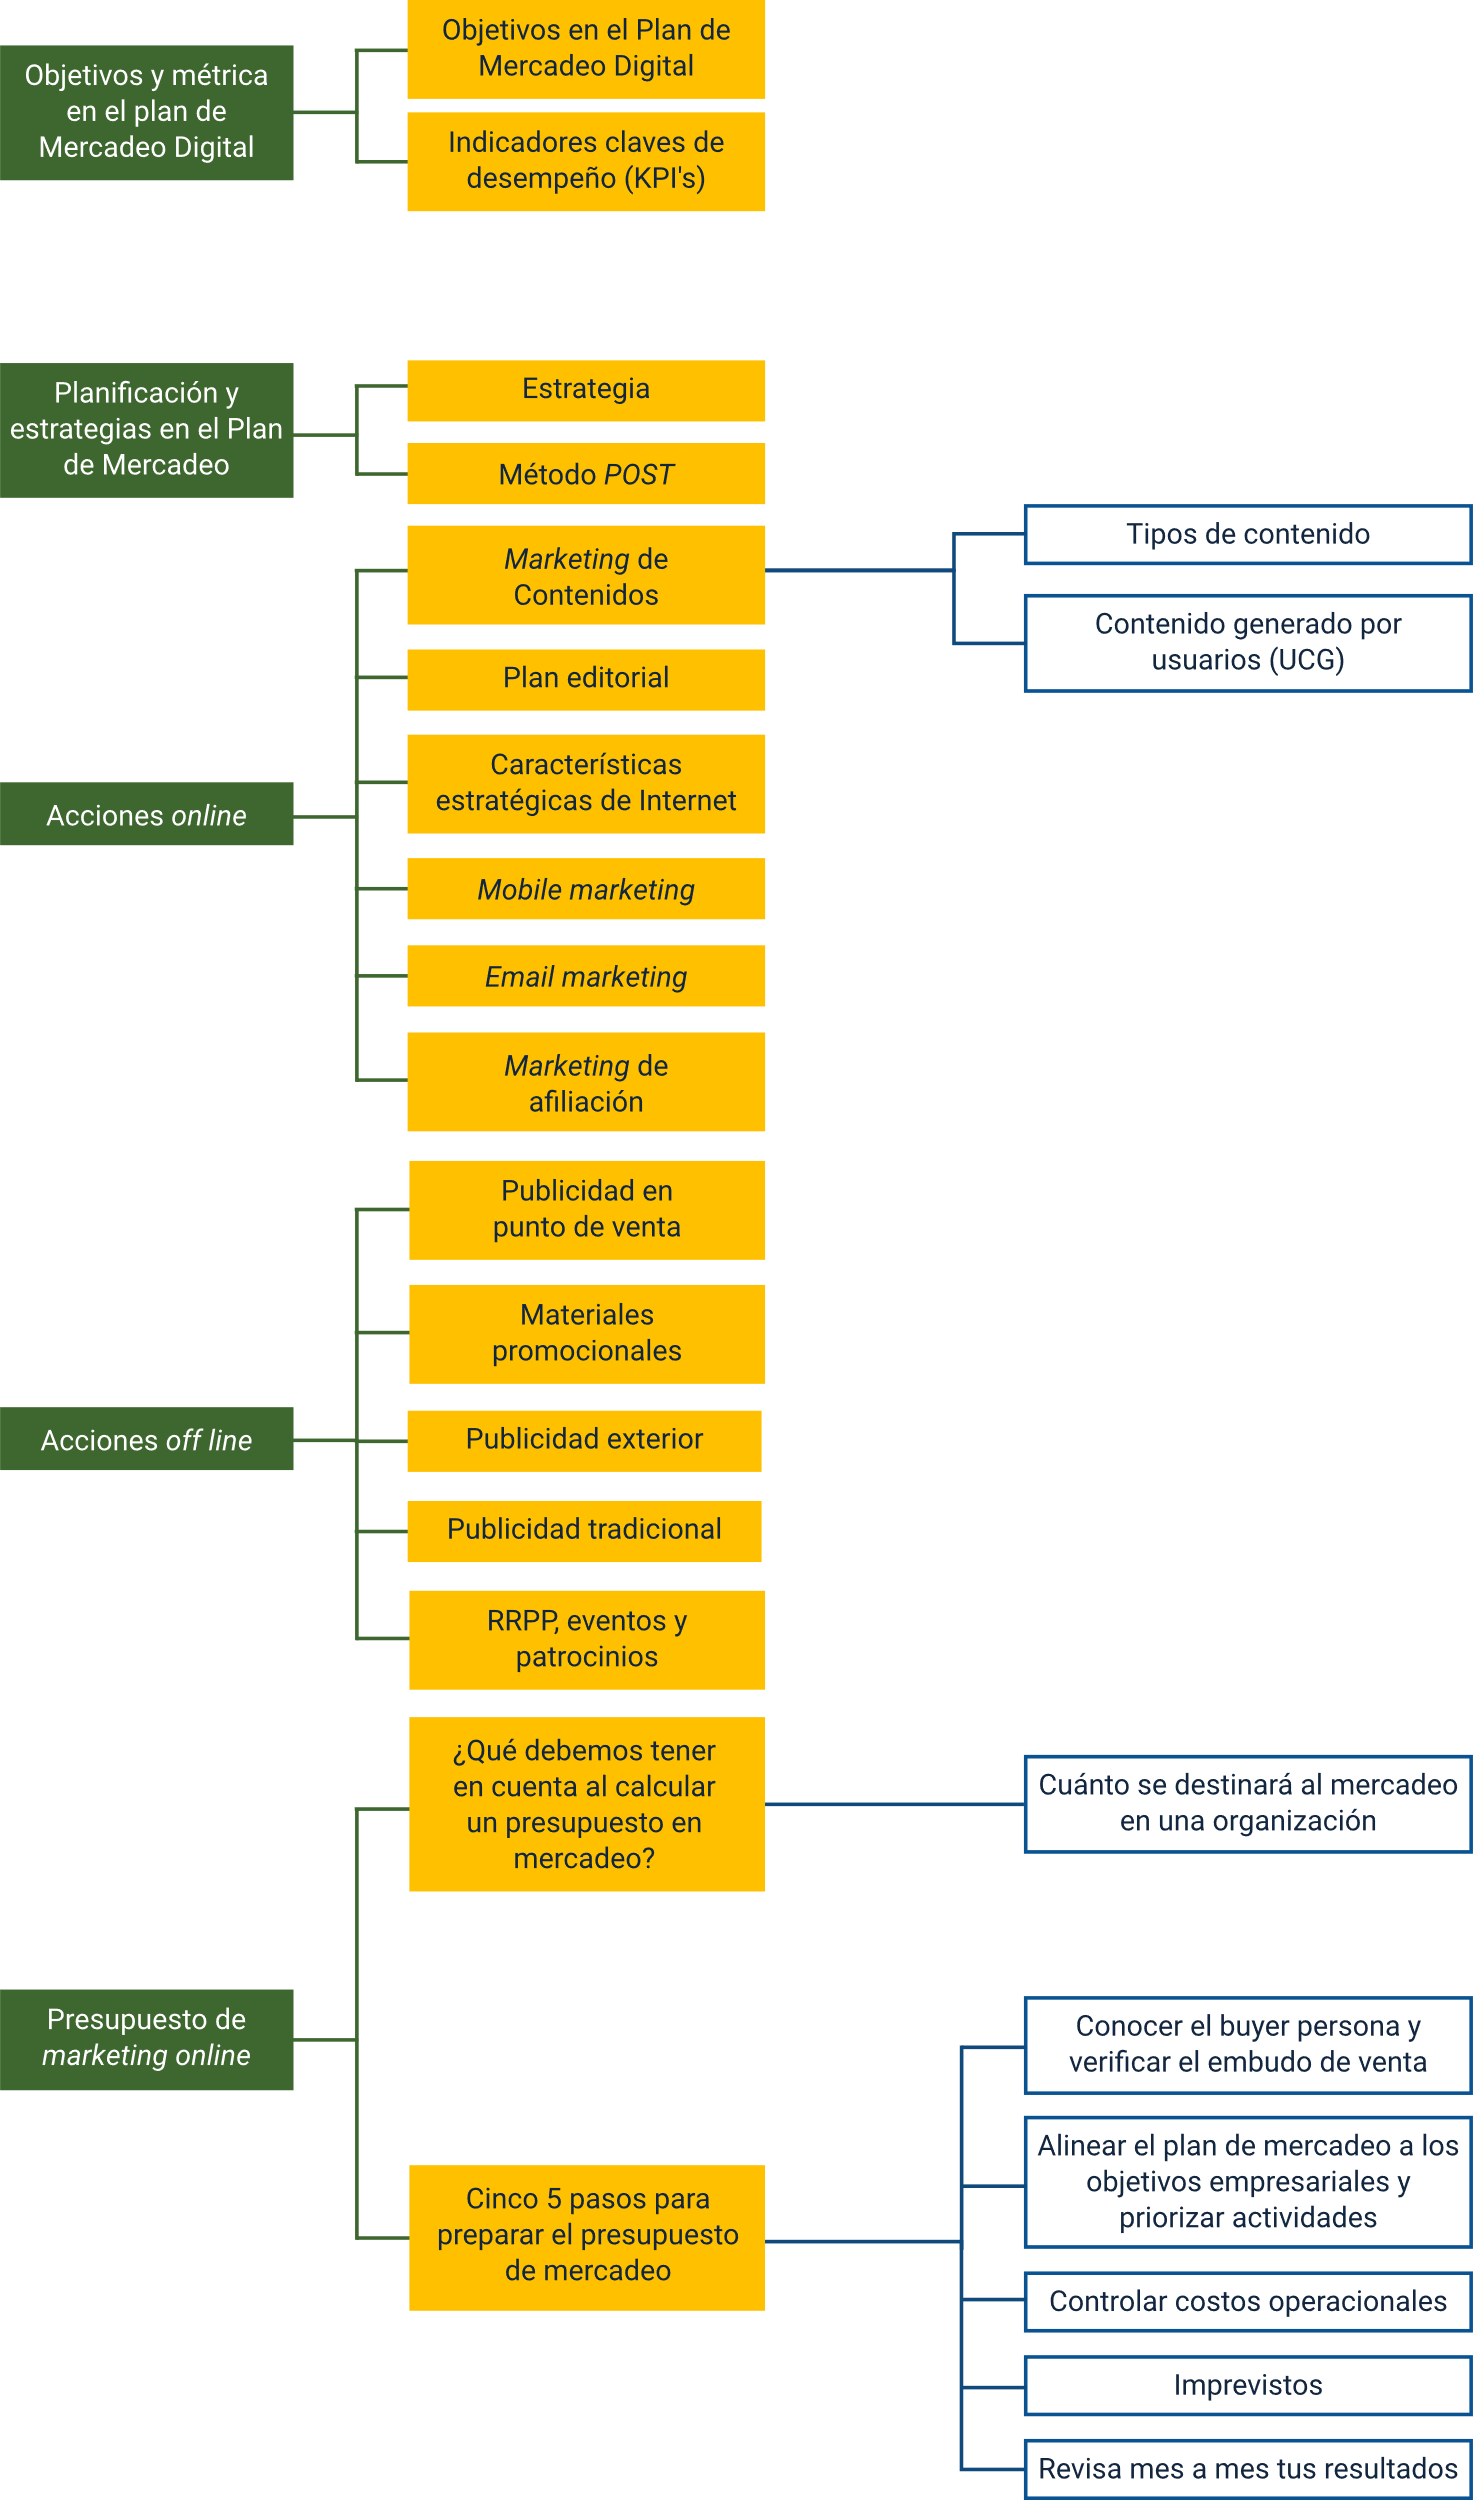 Objetivos y métrica
en el plan de
Mercadeo Digital
Objetivos en el Plan de
Mercadeo Digital
Indicadores claves de
desempeño (KPI's)
Planificación y
estrategias en el Plan
de Mercadeo
Estrategia
Método POST
Acciones online
Marketing de
Contenidos
Tipos de contenido
Contenido generado por
usuarios (UCG)
Plan editorial
Características
estratégicas de Internet
Mobile marketing
Email marketing
Marketing de
afiliación
Acciones off line
Publicidad en
punto de venta
Materiales
promocionales
Publicidad exterior
Publicidad tradicional
RRPP, eventos y
patrocinios
Presupuesto de
marketing online
¿Qué debemos tener
en cuenta al calcular
un presupuesto en
mercadeo?
Cuánto se destinará al mercadeo
en una organización
Cinco 5 pasos para
preparar el presupuesto
de mercadeo
Conocer el buyer persona y
verificar el embudo de venta
Alinear el plan de mercadeo a los
objetivos empresariales y
priorizar actividades
Controlar costos operacionales
Imprevistos
Revisa mes a mes tus resultados